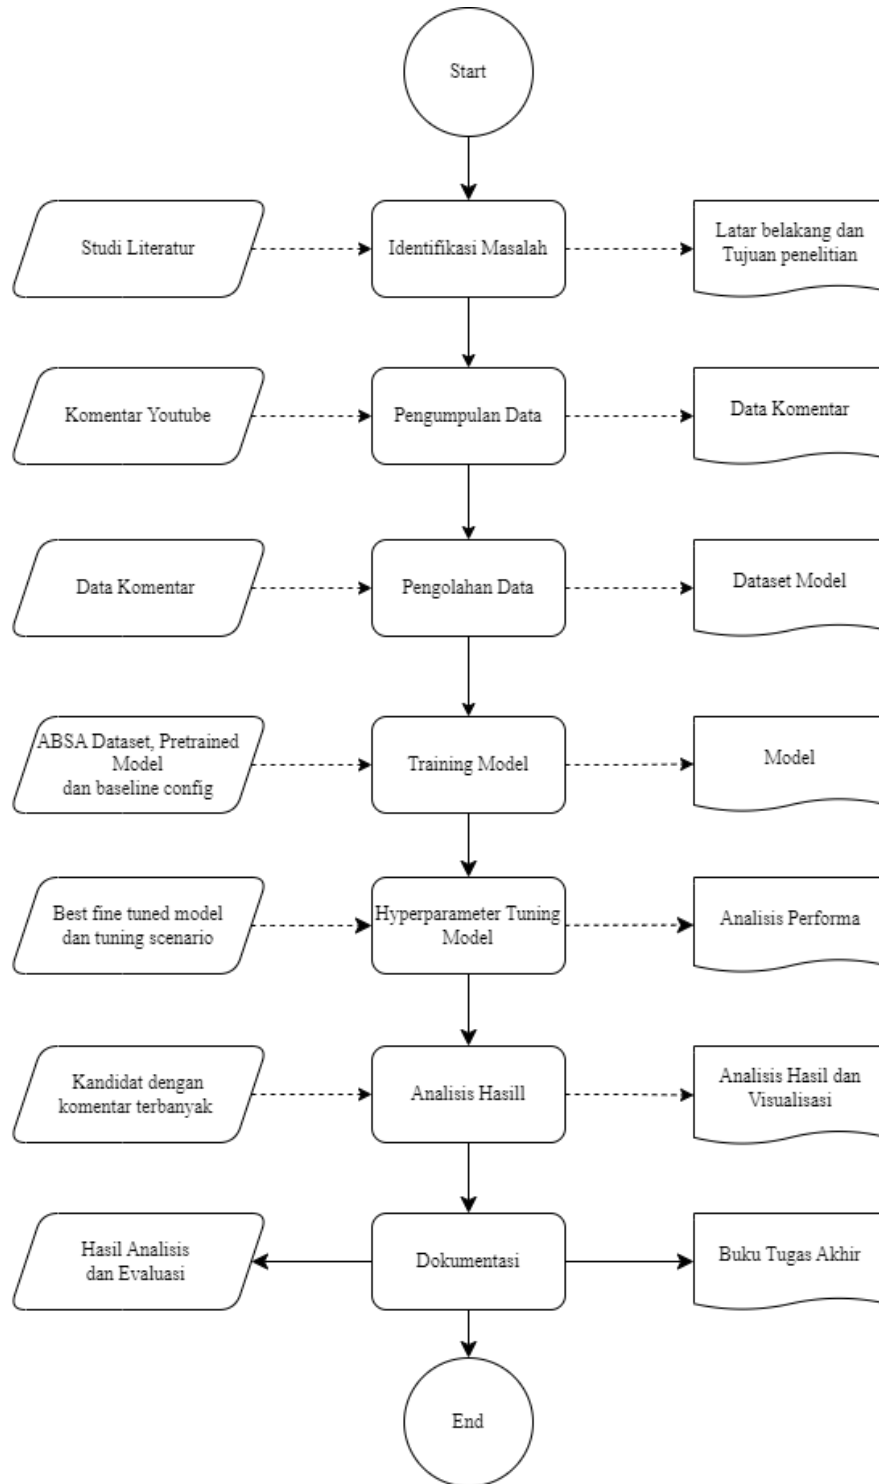 Start
Studi Literatur
Identifikasi Masalah
Latar belakang dan
Tujuan penelitian
Komentar Youtube
Pengumpulan Data
Data Komentar
Data Komentar
Pengolahan Data
Dataset Model
ABSA Dataset, Pretrained
Model
dan baseline config
Training Model
Model
Best fine tuned model
dan tuning scenario
Hyperparameter Tuning
Model
Analisis Performa
Kandidat dengan
komentar terbanyak
Analisis Hasill
Analisis Hasil dan
Visualisasi
Hasil Analisis
dan Evaluasi
Dokumentasi
Buku Tugas Akhir
End